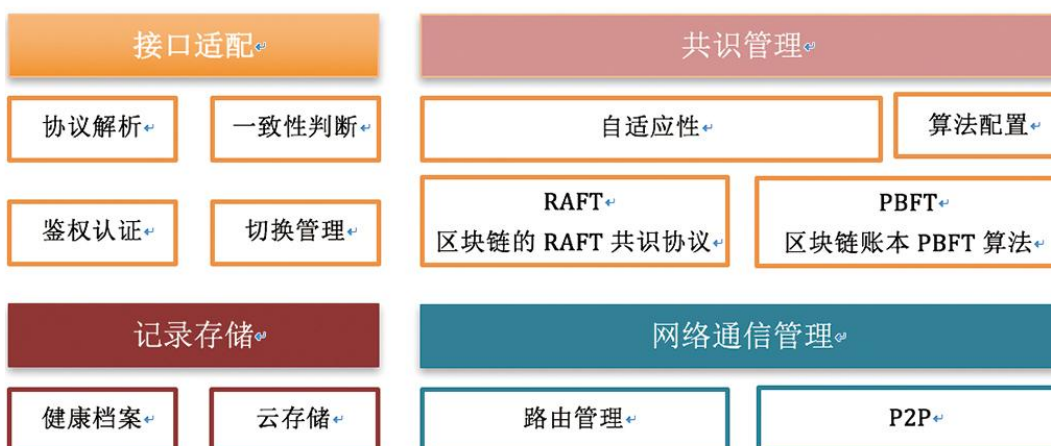 接口适配
共识管理
协议解析
一致性判断
自适应性
算法配置
鉴权认证
切换管理
RAFT
区块链的 RAFT 共识协议
PBFT
区块链账本 PBFT 算法
记录存储
网络通信管理
健康档案
云存储
路由管理
P2P